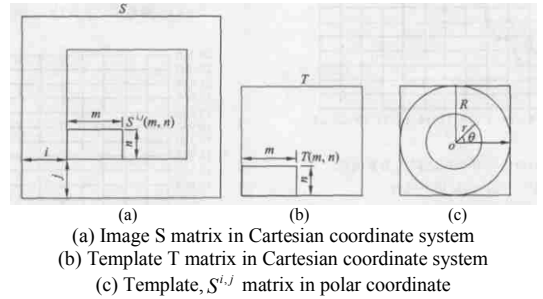 S
m
S^{i,j}(m, n)
n
i
j
(a)
T
m
T(m, n)
n
(b)
R
r
θ
o
(c)
(a) Image S matrix in Cartesian coordinate system
(b) Template T matrix in Cartesian coordinate system
(c) Template, S^{i,j} matrix in polar coordinate